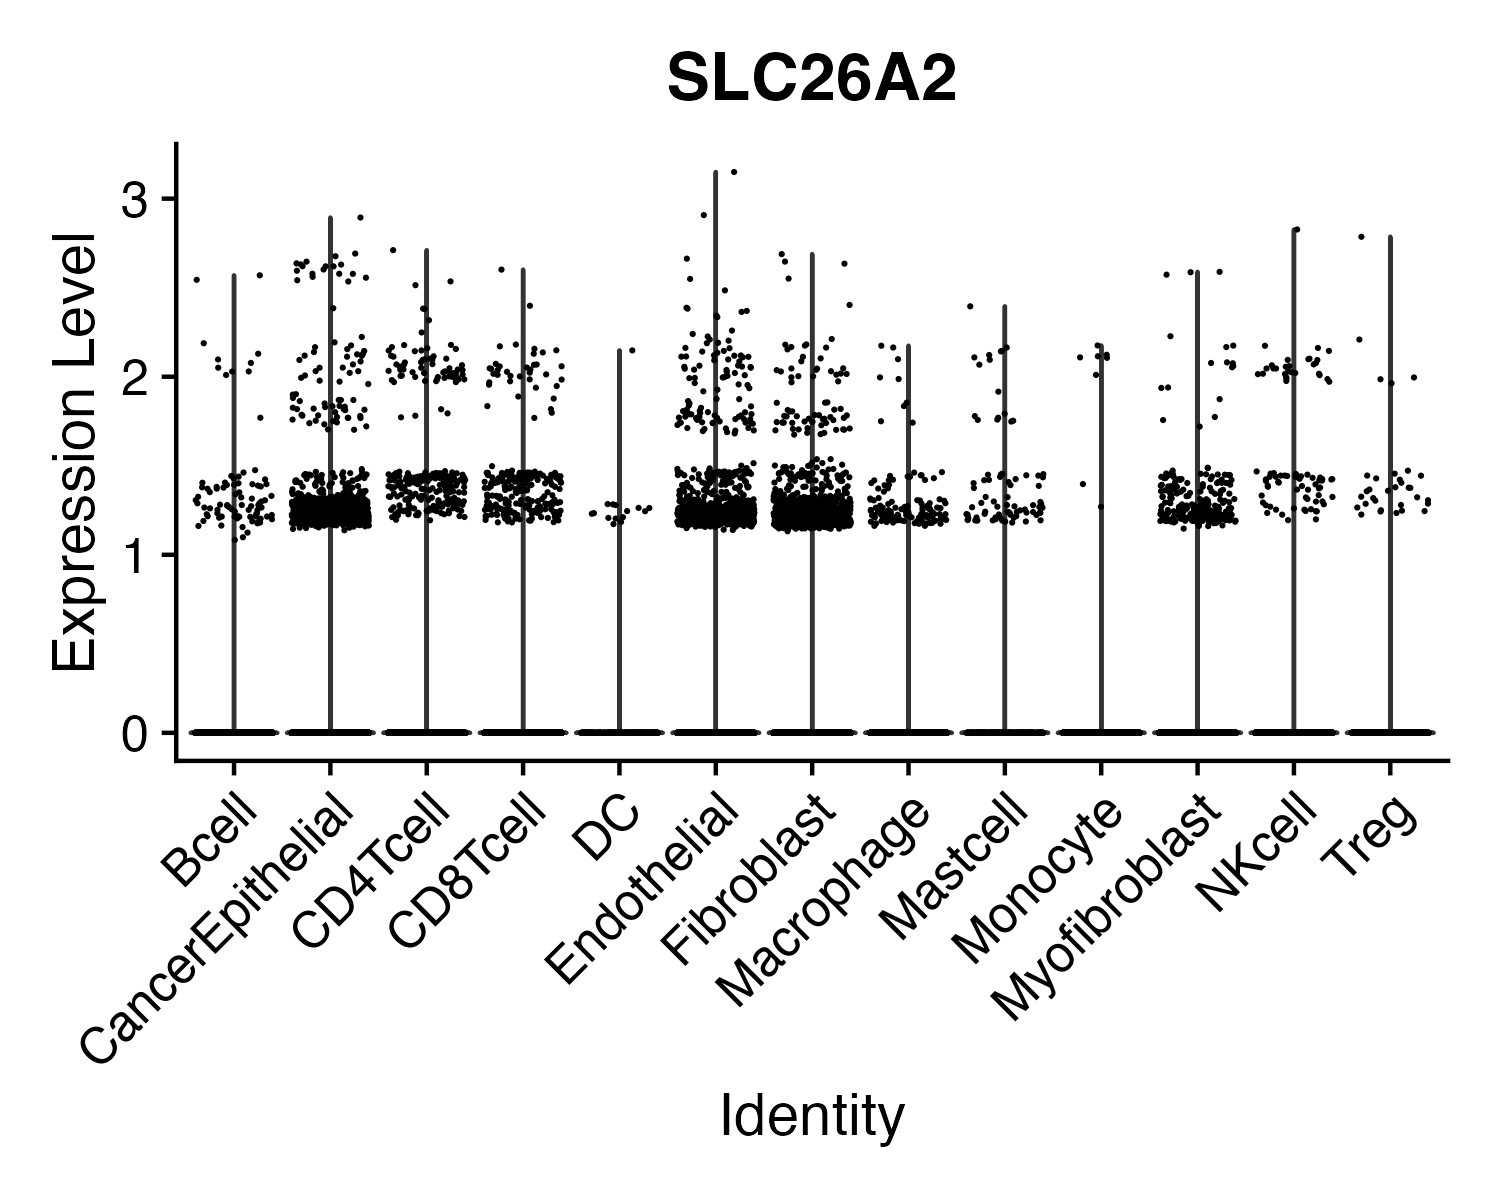 SLC26A2
Expression Level
3
2
1
0
Bcell
CancerEpithelial
CD4Tcell
CD8Tcell
DC
Endothelial
Fibroblast
Macrophage
Mastcell
Monocyte
Myofibroblast
NKcell
Treg
Identity